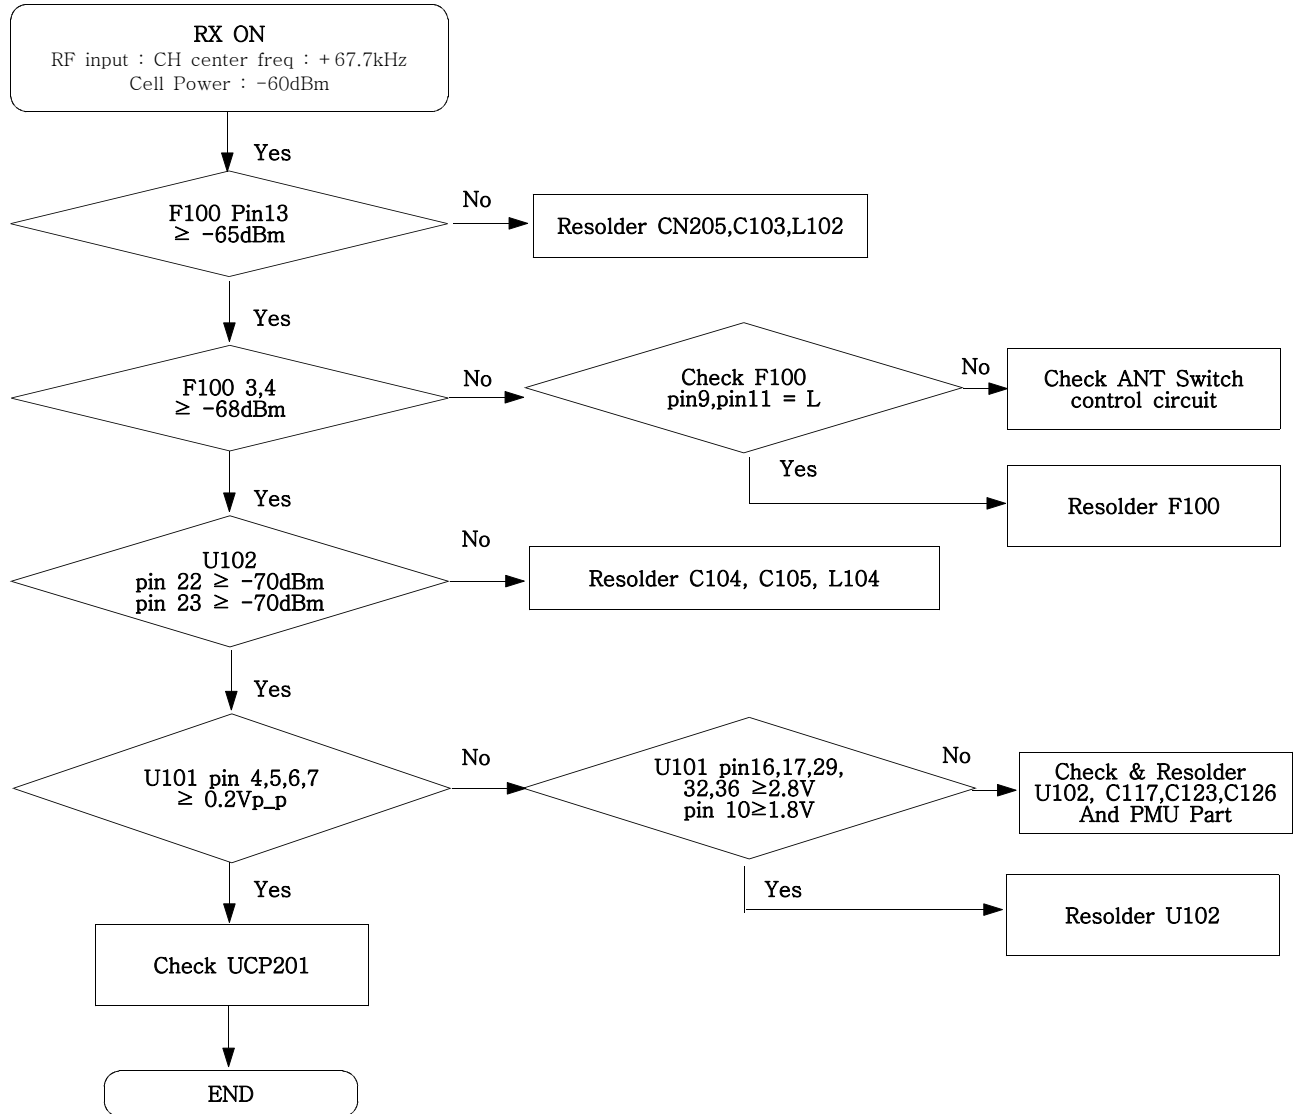 RX ON
RF input : CH center freq : +67.7kHz
Cell Power : -60dBm
Yes
F100 Pin13
≥ -65dBm
No
Resolder CN205,C103,L102
Yes
F100 3,4
≥ -68dBm
No
Check F100
pin9,pin11 = L
No
Check ANT Switch
control circuit
Yes
Resolder F100
Yes
U102
pin 22 ≥ -70dBm
pin 23 ≥ -70dBm
No
Resolder C104, C105, L104
Yes
U101 pin 4,5,6,7
≥ 0.2Vp_p
No
U101 pin16,17,29,
32,36 ≥2.8V
pin 10≥1.8V
No
Check & Resolder
U102, C117,C123,C126
And PMU Part
Yes
Resolder U102
Yes
Check UCP201
END